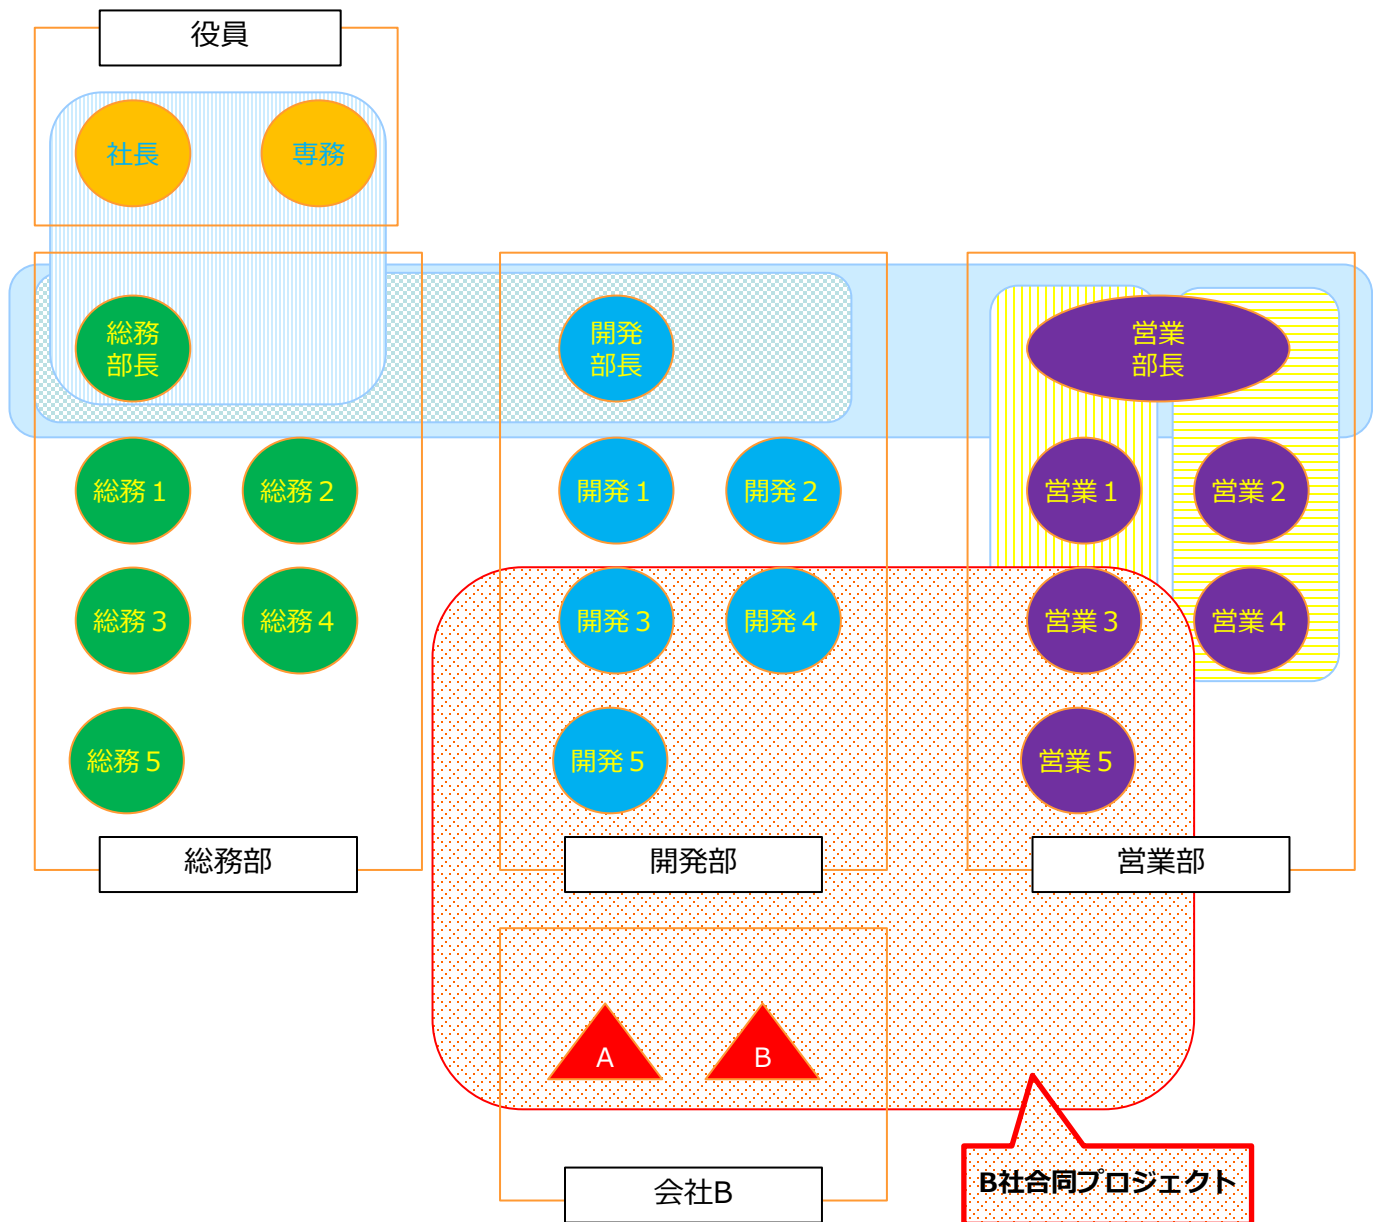 役員
社長
専務
総務
部長
開発
部長
営業
部長
総務１
総務２
開発１
開発２
営業１
営業２
総務３
総務４
開発３
開発４
営業３
営業４
総務５
開発５
営業５
総務部
開発部
営業部
A
B
B社合同プロジェクト
会社B